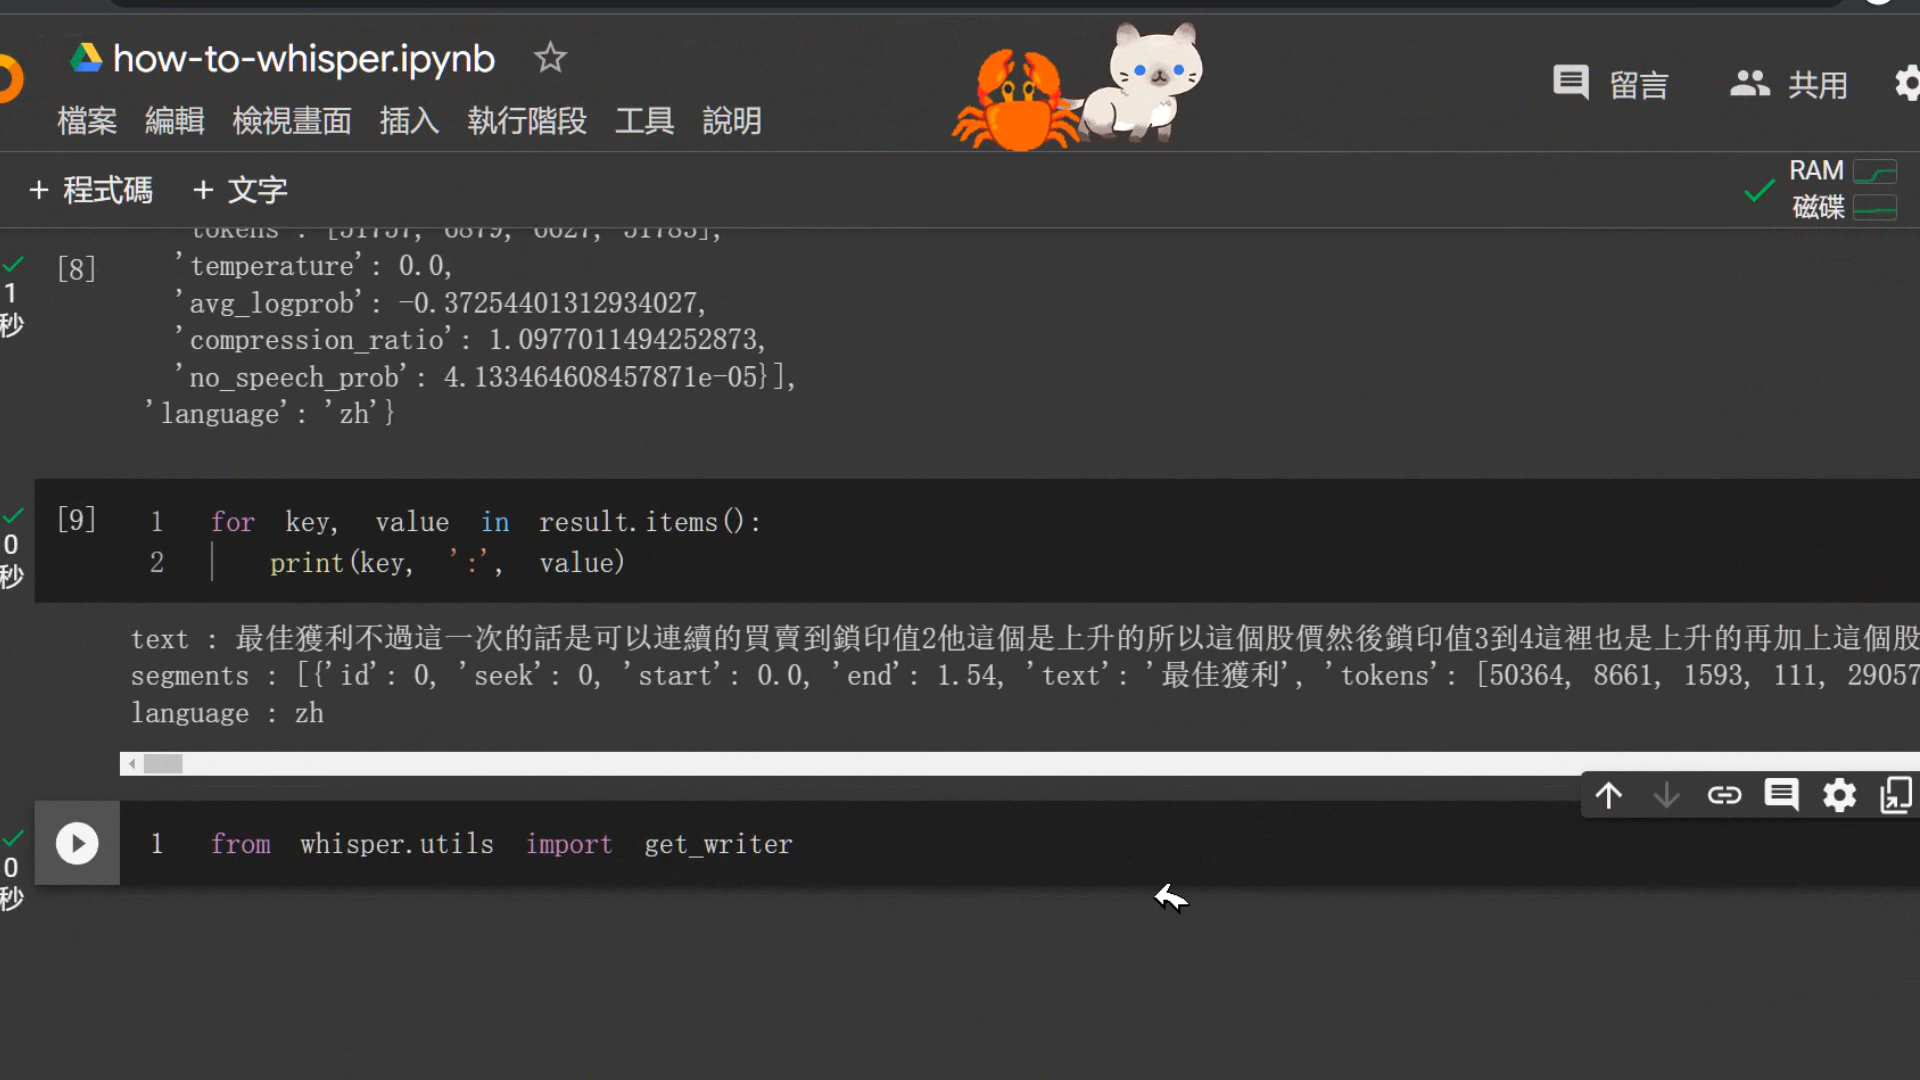 how-to-whisper.ipynb
留言
共用
檔案 編輯 檢視畫面 插入 執行階段 工具 說明
+ 程式碼 + 文字
RAM
磁碟
'tokens': [51757, 6879, 6627, 51783],
[8]
'temperature': 0.0,
1
'avg_logprob': -0.37254401312934027,
秒
'compression_ratio': 1.0977011494252873,
'no_speech_prob': 4.133464608457871e-05}],
'language': 'zh'}
[9]
1 for key, value in result.items():
0
2 print(key, ':', value)
秒
text : 最佳獲利不過這一次的話是可以連續的買賣到鎖印值2他這個是上升的所以這個股價然後鎖印值3到4這裡也是上升的再加上這個股
segments : [{'id': 0, 'seek': 0, 'start': 0.0, 'end': 1.54, 'text': '最佳獲利', 'tokens': [50364, 8661, 1593, 111, 29057
language : zh
1 from whisper.utils import get_writer
0
秒